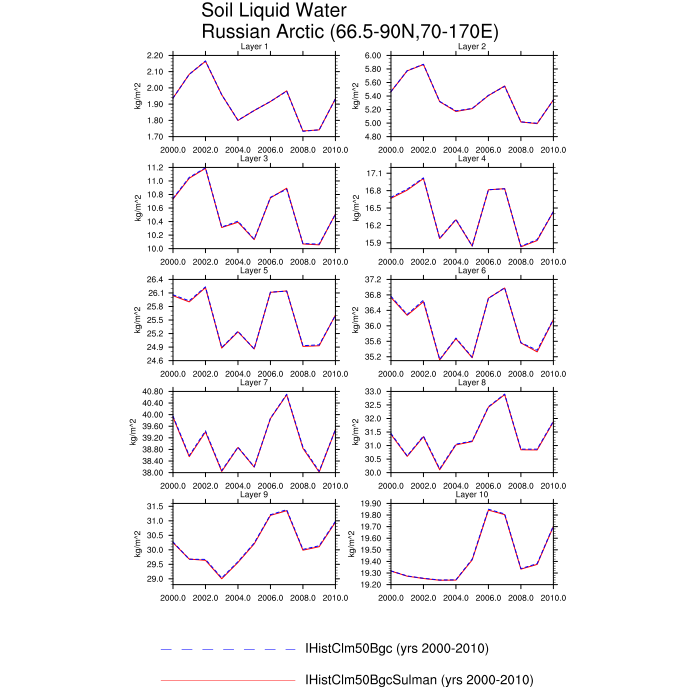 Soil Liquid Water
Russian Arctic (66.5-90N,70-170E)
Layer 1
kg/m^2
2.20
2.10
2.00
1.90
1.80
1.70
2000.0 2002.0 2004.0 2006.0 2008.0 2010.0
Layer 2
kg/m^2
6.00
5.80
5.60
5.40
5.20
5.00
4.80
2000.0 2002.0 2004.0 2006.0 2008.0 2010.0
Layer 3
kg/m^2
11.2
11.0
10.8
10.6
10.4
10.2
10.0
2000.0 2002.0 2004.0 2006.0 2008.0 2010.0
Layer 4
kg/m^2
17.1
16.8
16.5
16.2
15.9
2000.0 2002.0 2004.0 2006.0 2008.0 2010.0
Layer 5
kg/m^2
26.4
26.1
25.8
25.5
25.2
24.9
24.6
2000.0 2002.0 2004.0 2006.0 2008.0 2010.0
Layer 6
kg/m^2
37.2
36.8
36.4
36.0
35.6
35.2
2000.0 2002.0 2004.0 2006.0 2008.0 2010.0
Layer 7
kg/m^2
40.80
40.40
40.00
39.60
39.20
38.80
38.40
38.00
2000.0 2002.0 2004.0 2006.0 2008.0 2010.0
Layer 8
kg/m^2
33.0
32.5
32.0
31.5
31.0
30.5
30.0
2000.0 2002.0 2004.0 2006.0 2008.0 2010.0
Layer 9
kg/m^2
31.5
31.0
30.5
30.0
29.5
29.0
2000.0 2002.0 2004.0 2006.0 2008.0 2010.0
Layer 10
kg/m^2
19.90
19.80
19.70
19.60
19.50
19.40
19.30
19.20
2000.0 2002.0 2004.0 2006.0 2008.0 2010.0
IHistClm50Bgc (yrs 2000-2010)
IHistClm50BgcSulman (yrs 2000-2010)